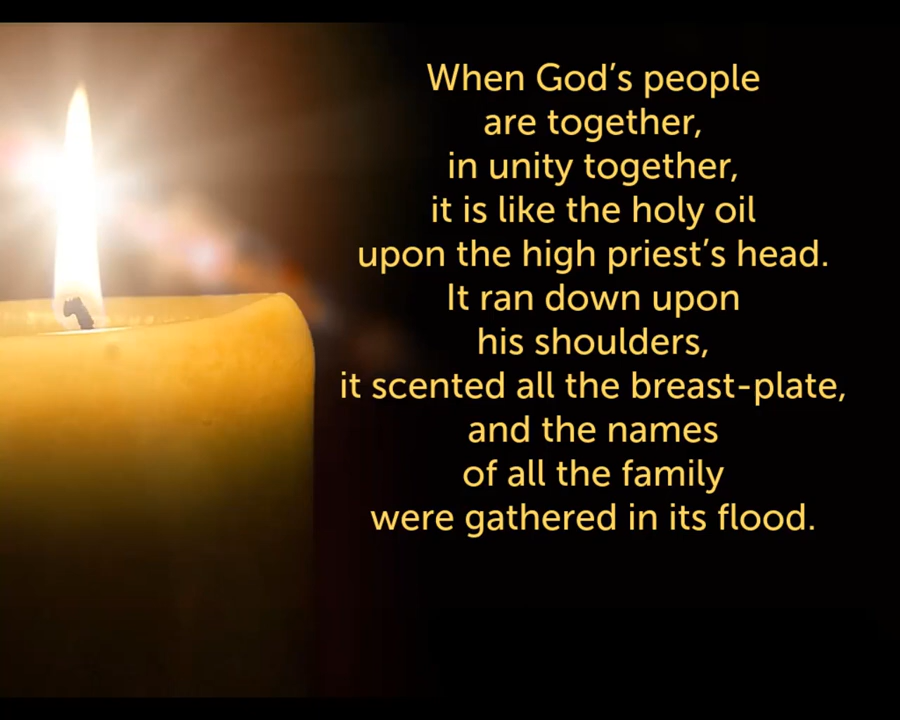 When God’s people
are together,
in unity together,
it is like the holy oil
upon the high priest’s head.
It ran down upon
his shoulders,
it scented all the breast-plate,
and the names
of all the family
were gathered in its flood.